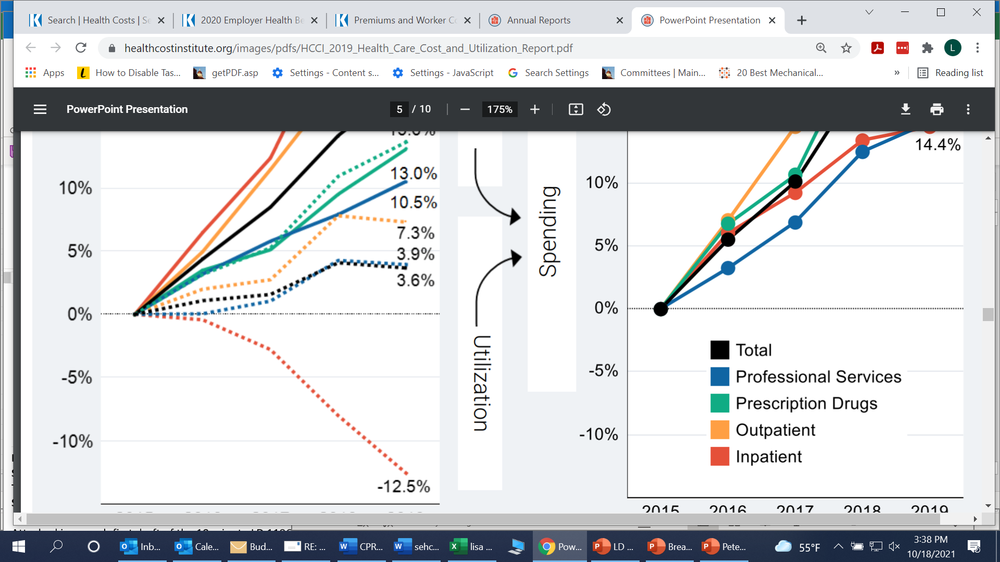 Search | Health Costs | Se
2020 Employer Health Be
Premiums and Worker Co
Annual Reports
PowerPoint Presentation
healthcostinstitute.org/images/pdfs/HCCI_2019_Health_Care_Cost_and_Utilization_Report.pdf
L
Apps
How to Disable Tas...
getPDF.asp
Settings - Content s...
Settings - JavaScript
Search Settings
Committees | Main...
20 Best Mechanical...
»
Reading list
PowerPoint Presentation
5 / 10
175%
10%
5%
0%
-5%
-10%
13.0%
10.5%
7.3%
3.9%
3.6%
-12.5%
Utilization
Spending
14.4%
10%
5%
0%
-5%
-10%
Total
Professional Services
Prescription Drugs
Outpatient
Inpatient
2015 2016 2017 2018 2019
Inb...
Cale...
Bud...
RE: ...
CPR...
sehc...
lisa ...
Pow...
LD ...
Brea...
Pete...
55°F
3:38 PM
10/18/2021